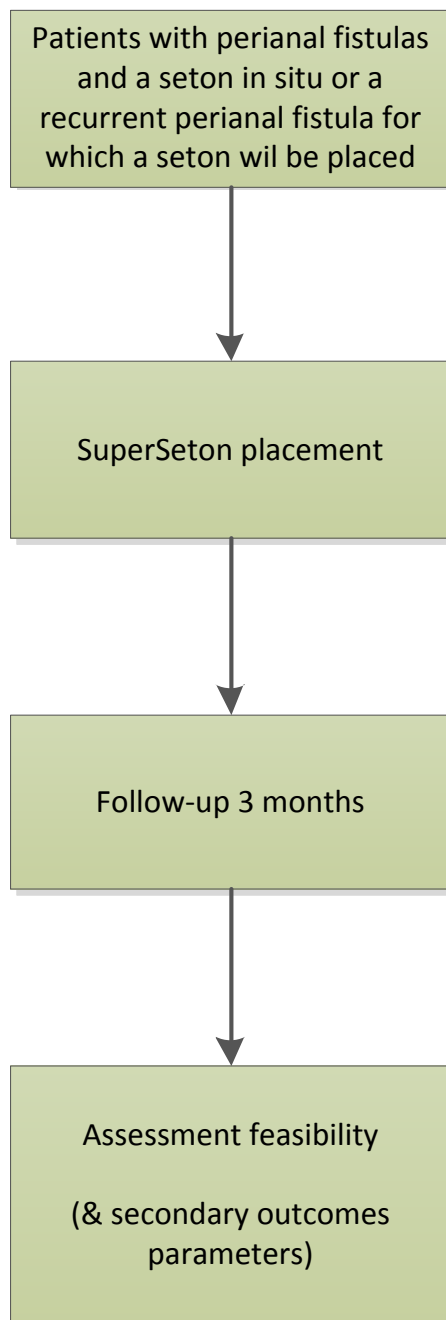 Patients with perianal fistulas
and a seton in situ or a
recurrent perianal fistula for
which a seton wil be placed
SuperSeton placement
Follow-up 3 months
Assessment feasibility
(& secondary outcomes
parameters)